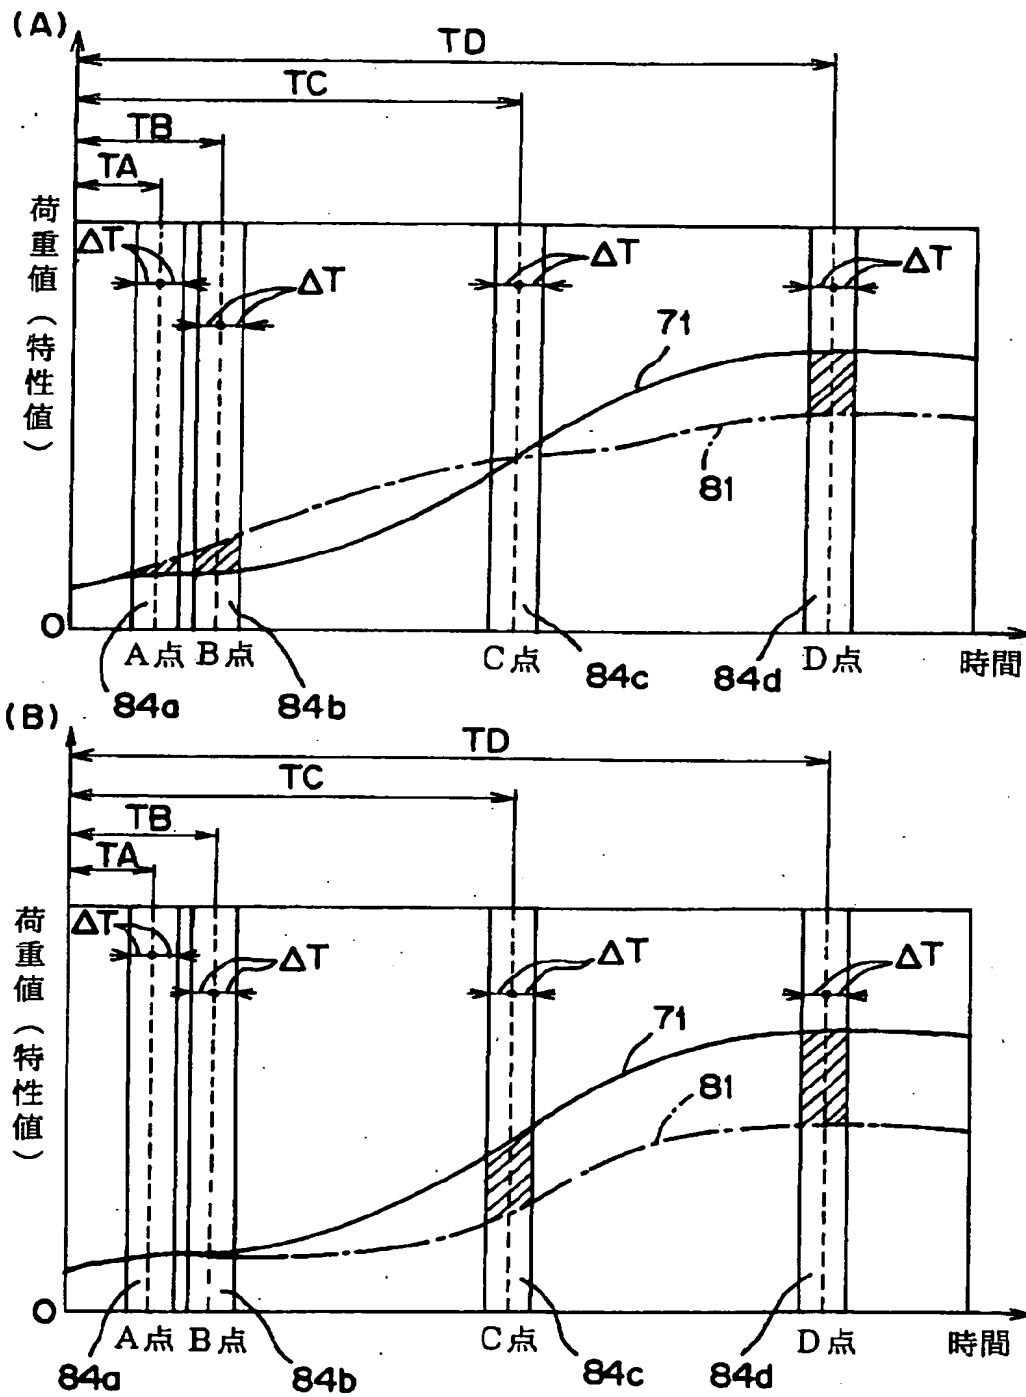 (A)
TD
TC
TB
TA
荷重値(特性値)
ΔT
ΔT
ΔT
ΔT
71
81
O
A点
B点
C点
D点
時間
84a
84b
84c
84d
(B)
TD
TC
TB
TA
荷重値(特性値)
ΔT
ΔT
ΔT
ΔT
71
81
O
A点
B点
C点
D点
時間
84a
84b
84c
84d